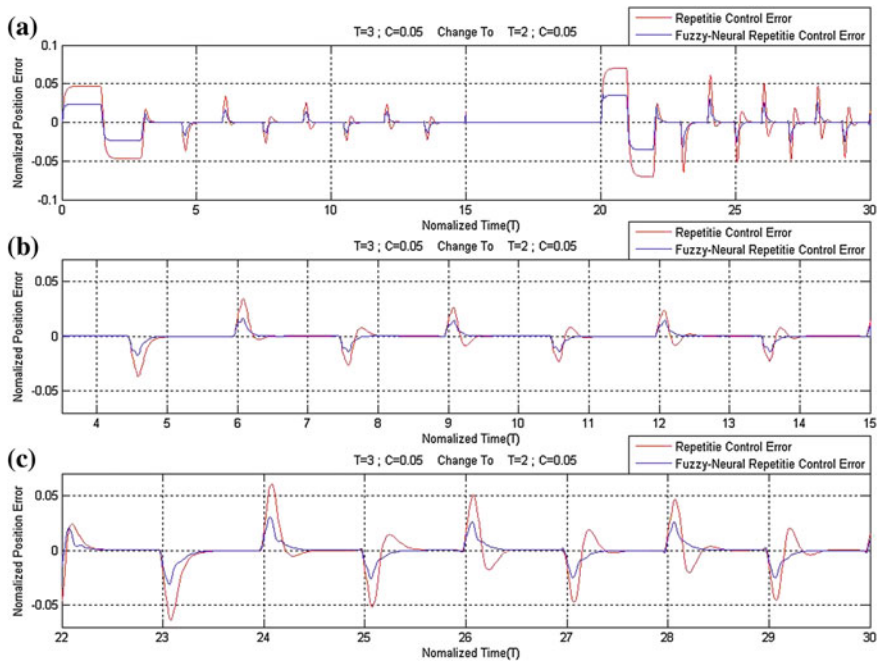 (a)
T=3 ; C=0.05 Change To T=2 ; C=0.05
Repetitie Control Error
Fuzzy-Neural Repetitie Control Error
Nomalized Position Error
0.1
0.05
0
-0.05
-0.1
0 5 10 15 20 25 30
Nomalized Time(T)
(b)
T=3 ; C=0.05 Change To T=2 ; C=0.05
Repetitie Control Error
Fuzzy-Neural Repetitie Control Error
Nomalized Position Error
0.05
0
-0.05
4 5 6 7 8 9 10 11 12 13 14 15
Nomalized Time(T)
(c)
T=3 ; C=0.05 Change To T=2 ; C=0.05
Repetitie Control Error
Fuzzy-Neural Repetitie Control Error
Nomalized Position Error
0.05
0
-0.05
22 23 24 25 26 27 28 29 30
Nomalized Time(T)